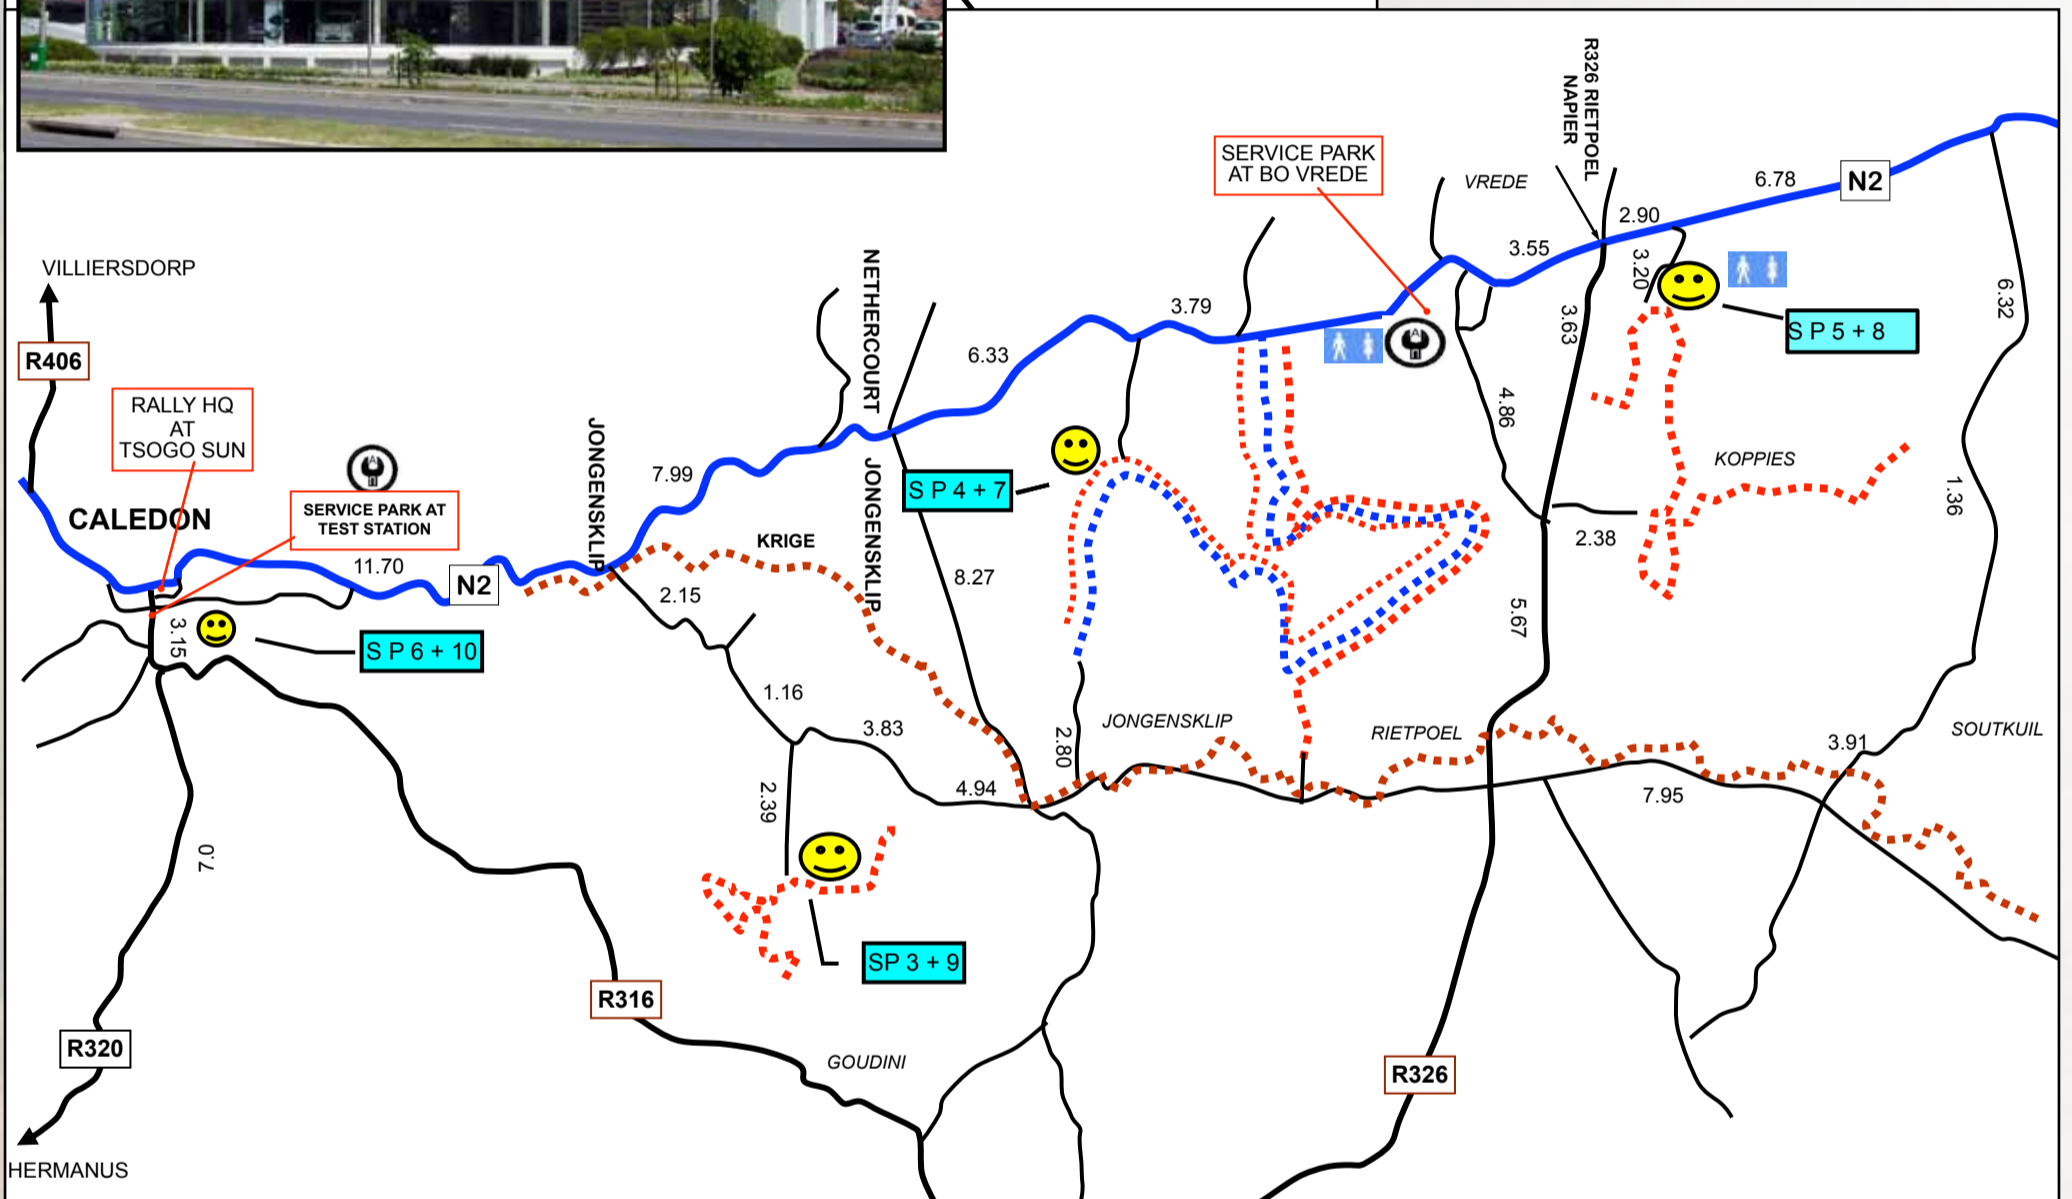 R326 RIETPOEL
NAPIER
SERVICE PARK
AT BO VREDE
VREDE
6.78
N2
2.90
3.55
3.20
S P 5 + 8
6.32
VILLIERSDORP
R406
RALLY HQ
AT
TSOGO SUN
SERVICE PARK AT
TEST STATION
CALEDON
11.70
N2
3.15
S P 6 + 10
JONGENSKLIP
7.99
NETHERCOURT
JONGENSKLIP
6.33
3.79
S P 4 + 7
3.63
4.86
KOPPIES
1.36
2.38
KRIGE
2.15
8.27
5.67
1.16
3.83
4.94
2.39
2.80
JONGENSKLIP
RIETPOEL
3.91
SOUTKUIL
7.95
7.0
SP 3 + 9
R316
R320
GOUDINI
R326
HERMANUS